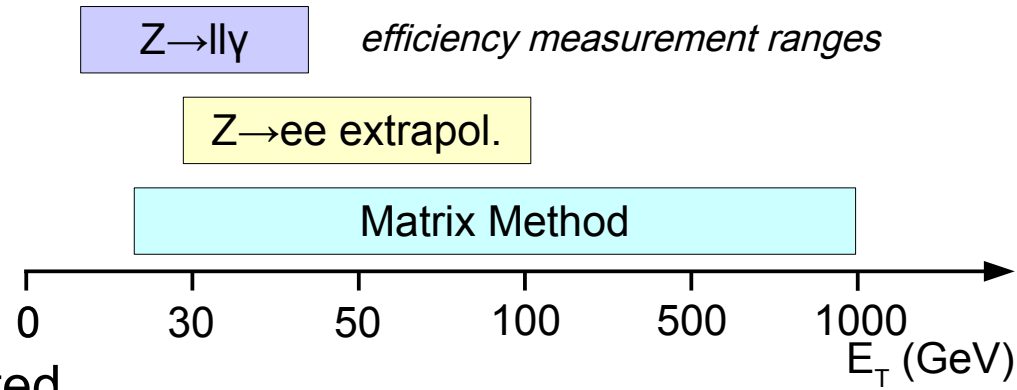 Z→llγ
efficiency measurement ranges
Z→ee extrapol.
Matrix Method
0 30 50 100 500 1000
E_T (GeV)